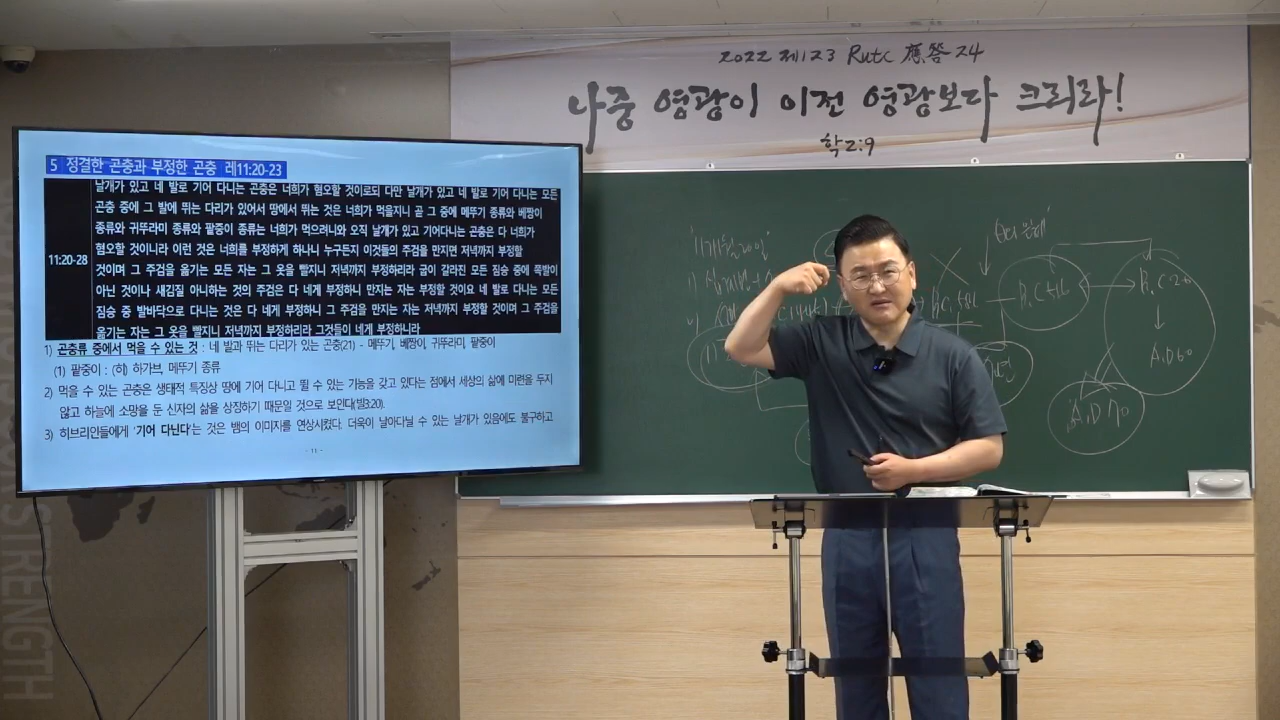 2022 제123 Rutc 應答 24
나중 영광이 이전 영광보다 크리라!
학2:9
5 정결한 곤충과 부정한 곤충 레11:20-23
11:20-28
날개가 있고 네 발로 기어 다니는 곤충은 너희가 혐오할 것이로되 다만 날개가 있고 네 발로 기어 다니는 모든
곤충 중에 그 발에 뛰는 다리가 있어서 땅에서 뛰는 것은 너희가 먹을지니 곧 그 중에 메뚜기 종류와 베짱이
종류와 귀뚜라미 종류와 팥중이 종류는 너희가 먹으려니와 오직 날개가 있고 기어다니는 곤충은 다 너희가
혐오할 것이니라 이런 것은 너희를 부정하게 하나니 누구든지 이것들의 주검을 만지면 저녁까지 부정할
것이며 그 주검을 옮기는 모든 자는 그 옷을 빨지니 저녁까지 부정하리라 굽이 갈라진 모든 짐승 중에 쪽발이
아닌 것이나 새김질 아니하는 것의 주검은 다 네게 부정하니 만지는 자는 부정할 것이요 네 발로 다니는 모든
짐승 중 발바닥으로 다니는 것은 다 네게 부정하니 그 주검을 만지는 자는 저녁까지 부정할 것이며 그 주검을
옮기는 자는 그 옷을 빨지니 저녁까지 부정하리라 그것들이 네게 부정하니라
1) 곤충류 중에서 먹을 수 있는 것 : 네 발과 뛰는 다리가 있는 곤충(21) - 메뚜기, 베짱이, 귀뚜라미, 팥중이
(1) 팥중이 : (히) 하가브, 메뚜기 종류
2) 먹을 수 있는 곤충은 생태적 특징상 땅에 기어 다니고 뛸 수 있는 가능을 갖고 있다는 점에서 세상의 삶에 미련을 두지
않고 하늘에 소망을 둔 신자의 삶을 상징하기 때문일 것으로 보인다(빌3:20).
3) 히브리인들에게 '기어 다닌다'는 것은 뱀의 이미지를 연상시켰다. 더욱이 날아다닐 수 있는 날개가 있음에도 불구하고
- 11 -
B.C 516
A.D 60
A.D 70
STRENGTH